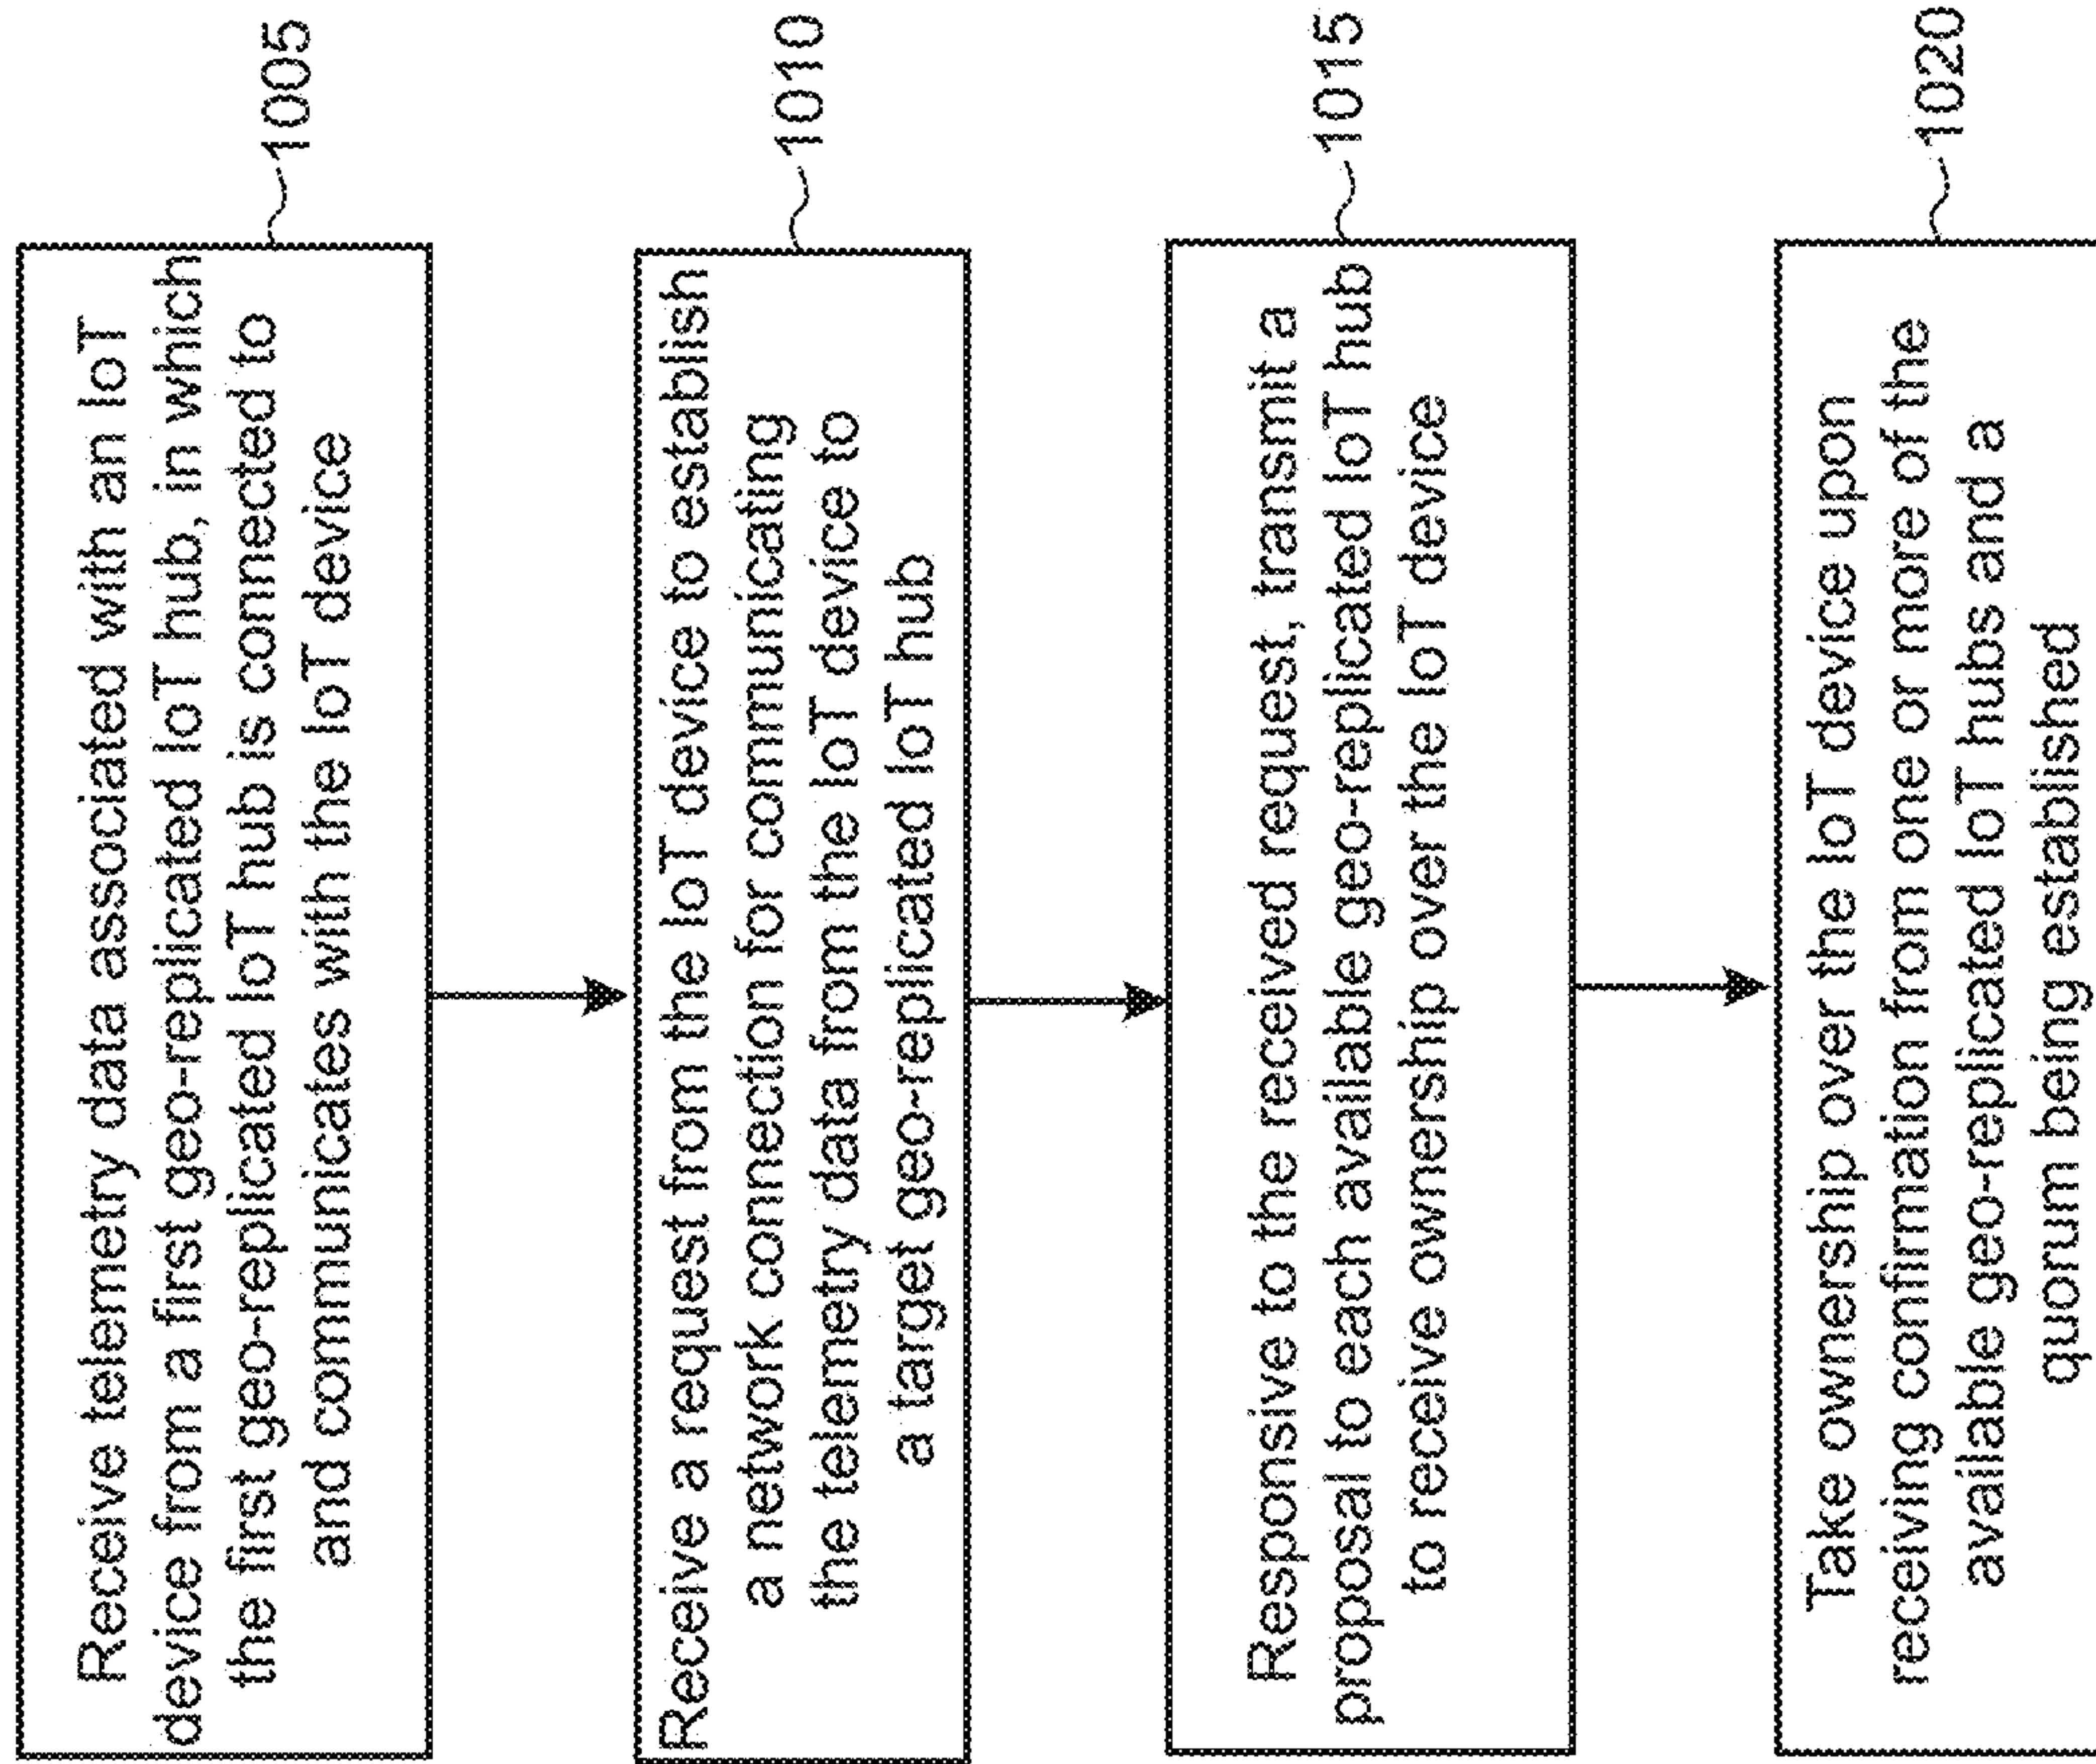 Receive telemetry data associated with an IoT
device from a first geo-replicated IoT hub, in which
the first geo-replicated IoT hub is connected to
and communicates with the IoT device
1005
Receive a request from the IoT device to establish
a network connection for communicating
the telemetry data from the IoT device to
a target geo-replicated IoT hub
1010
Responsive to the received request, transmit a
proposal to each available geo-replicated IoT hub
to receive ownership over the IoT device
1015
Take ownership over the IoT device upon
receiving confirmation from one or more of the
available geo-replicated IoT hubs and a
quorum being established
1020